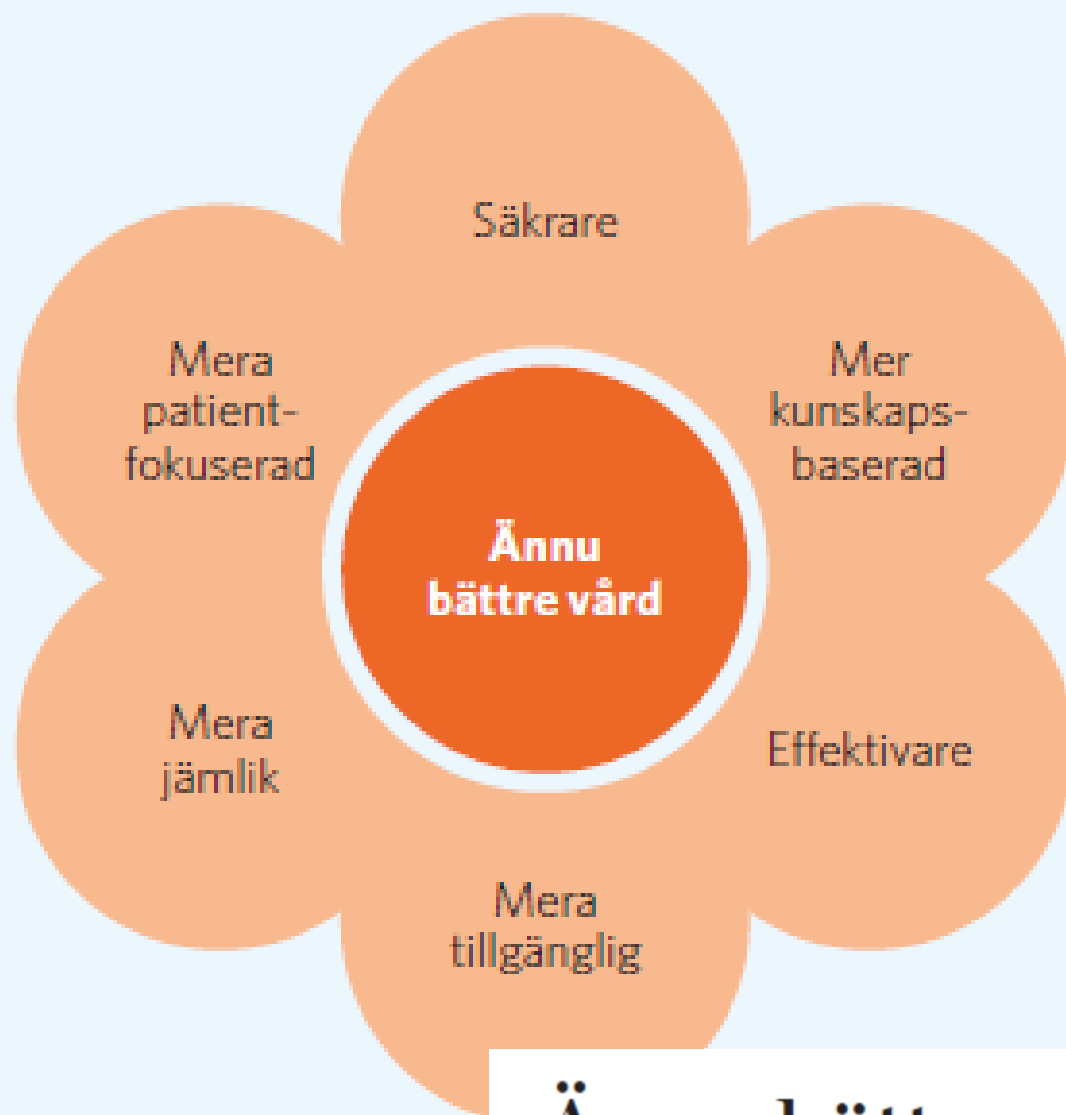 Säkrare
Mera
patient-
fokuserad
Mer
kunskaps-
baserad
Ännu
bättre vård
Mera
jämlik
Effektivare
Mera
tillgänglig